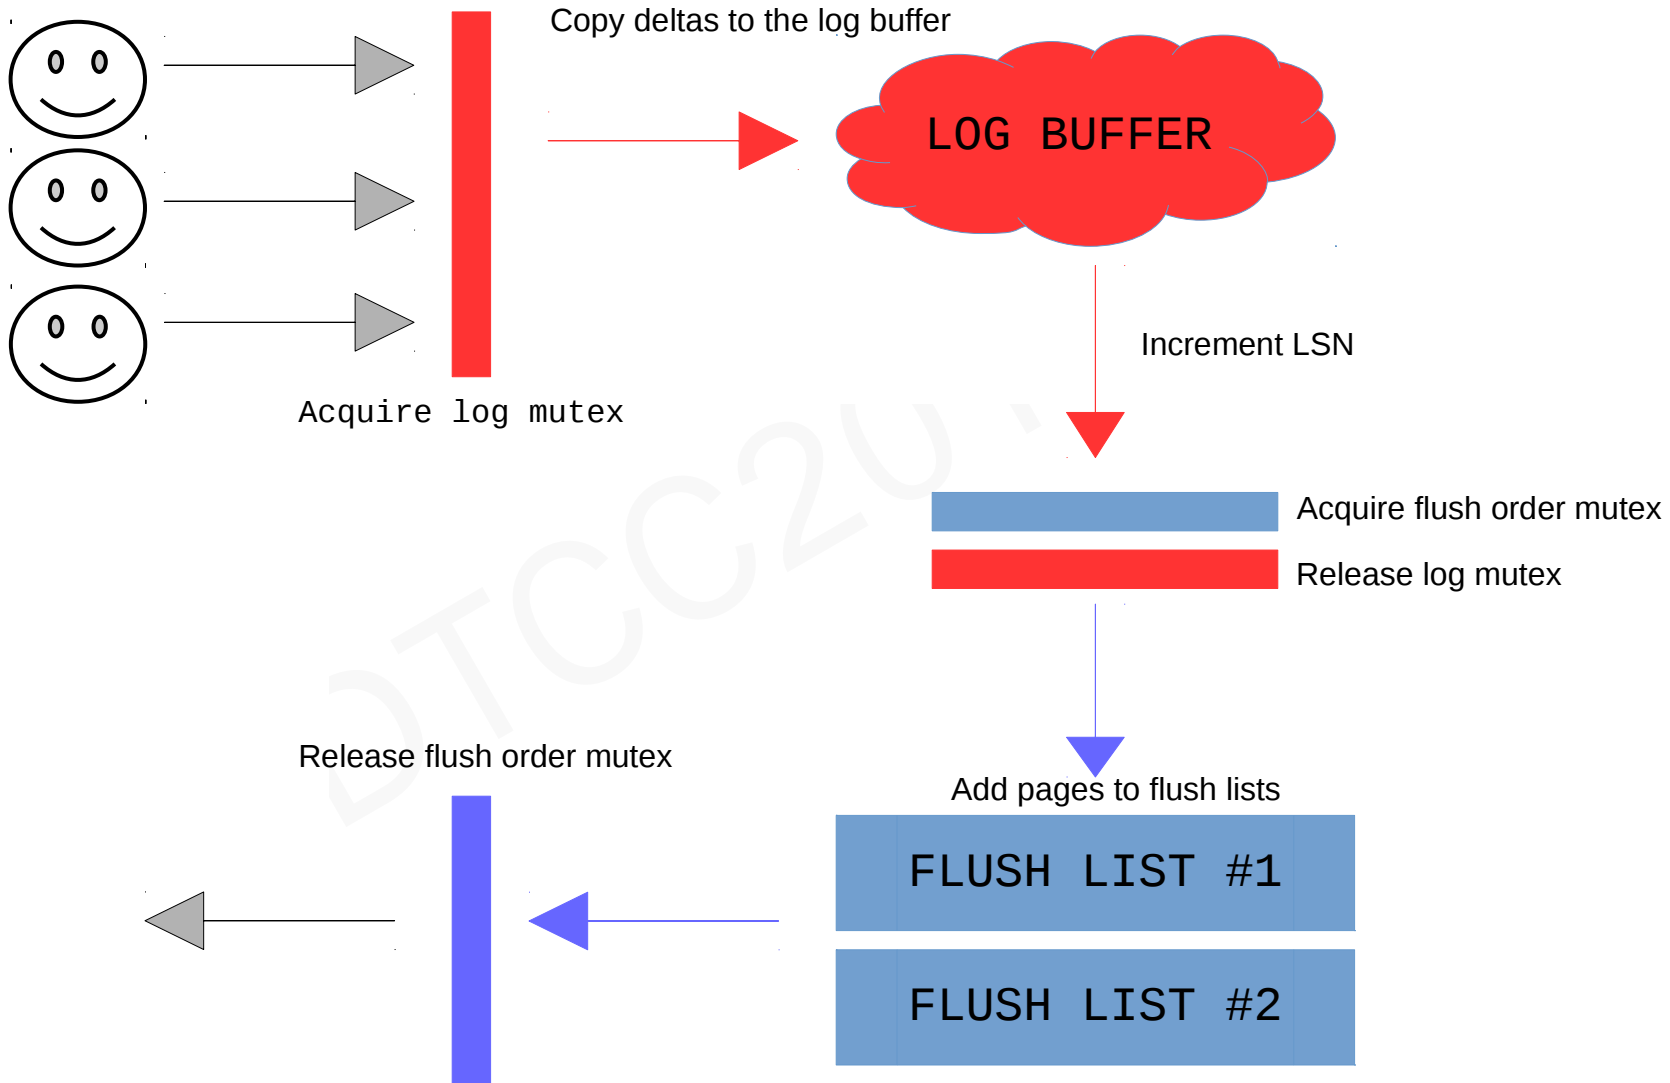 Copy deltas to the log buffer
LOG BUFFER
Increment LSN
Acquire log mutex
Acquire flush order mutex
Release log mutex
Release flush order mutex
Add pages to flush lists
FLUSH LIST #1
FLUSH LIST #2